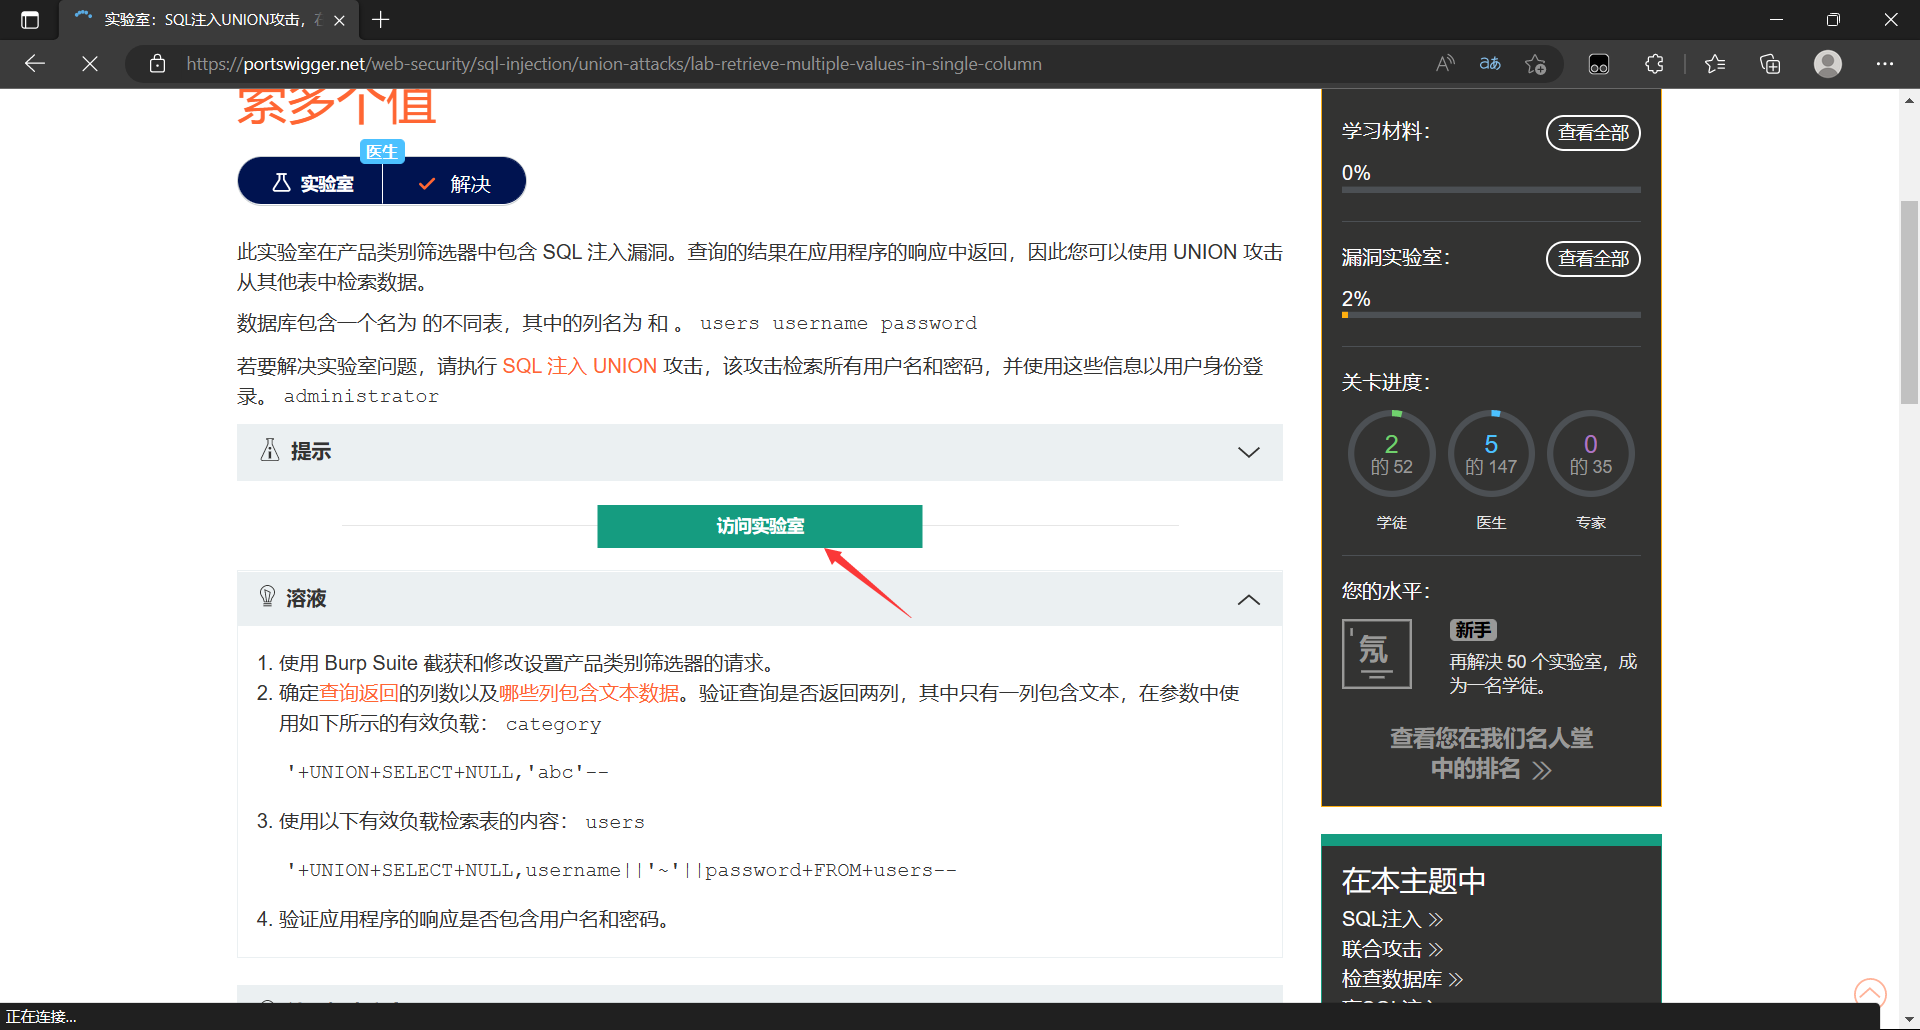 实验室：SQL注入UNION攻击，
https://portswigger.net/web-security/sql-injection/union-attacks/lab-retrieve-multiple-values-in-single-column
索多个值
医生
实验室
解决
此实验室在产品类别筛选器中包含 SQL 注入漏洞。查询的结果在应用程序的响应中返回，因此您可以使用 UNION 攻击
从其他表中检索数据。
数据库包含一个名为 的不同表，其中的列名为 和 。 users username password
若要解决实验室问题，请执行 SQL 注入 UNION 攻击，该攻击检索所有用户名和密码，并使用这些信息以用户身份登
录。 administrator
提示
访问实验室
溶液
1. 使用 Burp Suite 截获和修改设置产品类别筛选器的请求。
2. 确定查询返回的列数以及哪些列包含文本数据。验证查询是否返回两列，其中只有一列包含文本，在参数中使
用如下所示的有效负载： category
'+UNION+SELECT+NULL,'abc'--
3. 使用以下有效负载检索表的内容： users
'+UNION+SELECT+NULL,username||'~'||password+FROM+users--
4. 验证应用程序的响应是否包含用户名和密码。
学习材料：
查看全部
0%
漏洞实验室：
查看全部
2%
关卡进度：
2
的 52
5
的 147
0
的 35
学徒
医生
专家
您的水平：
氖
新手
再解决 50 个实验室，成
为一名学徒。
查看您在我们名人堂
中的排名
在本主题中
SQL注入
联合攻击
检查数据库
正在连接...